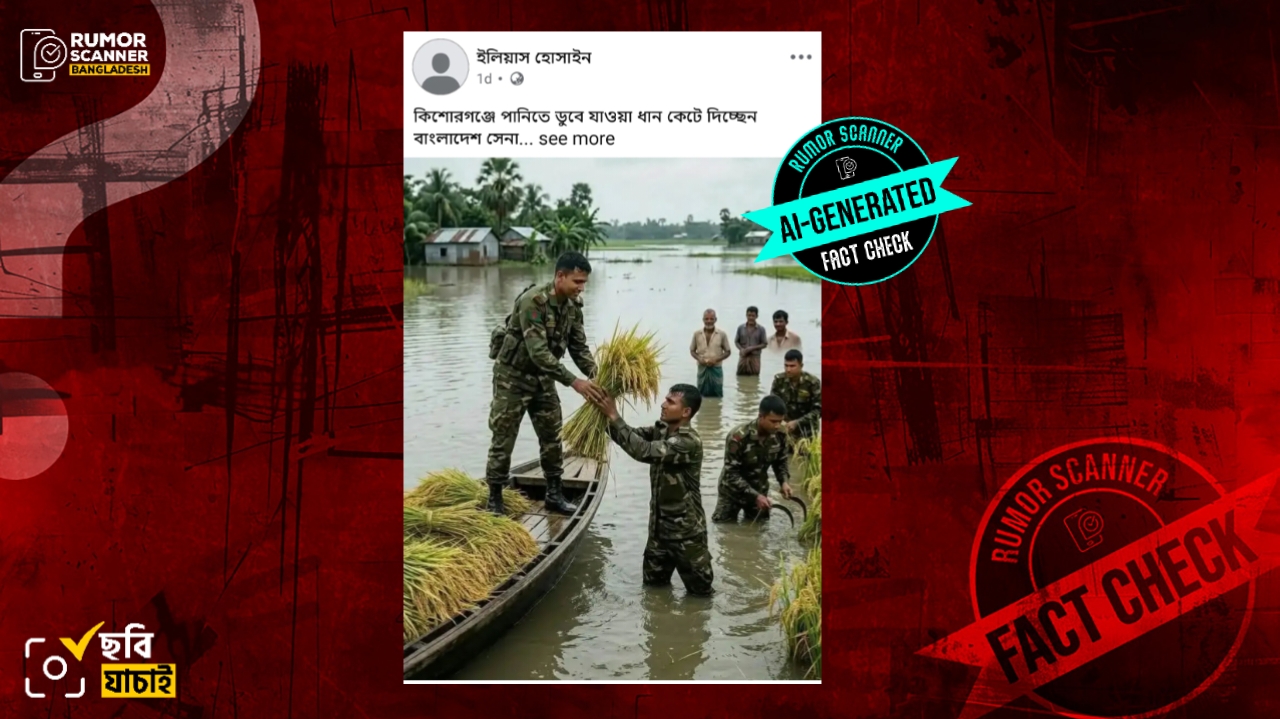 RUMOR
SCANNER
BANGLADESH
ইলিয়াস হোসাইন
1d
কিশোরগঞ্জে পানিতে ডুবে যাওয়া ধান কেটে দিচ্ছেন
বাংলাদেশ সেনা... see more
RUMOR SCANNER
AI-GENERATED
FACT CHECK
RUMOR SCANNER
FACT CHECK
ছবি
যাচাই